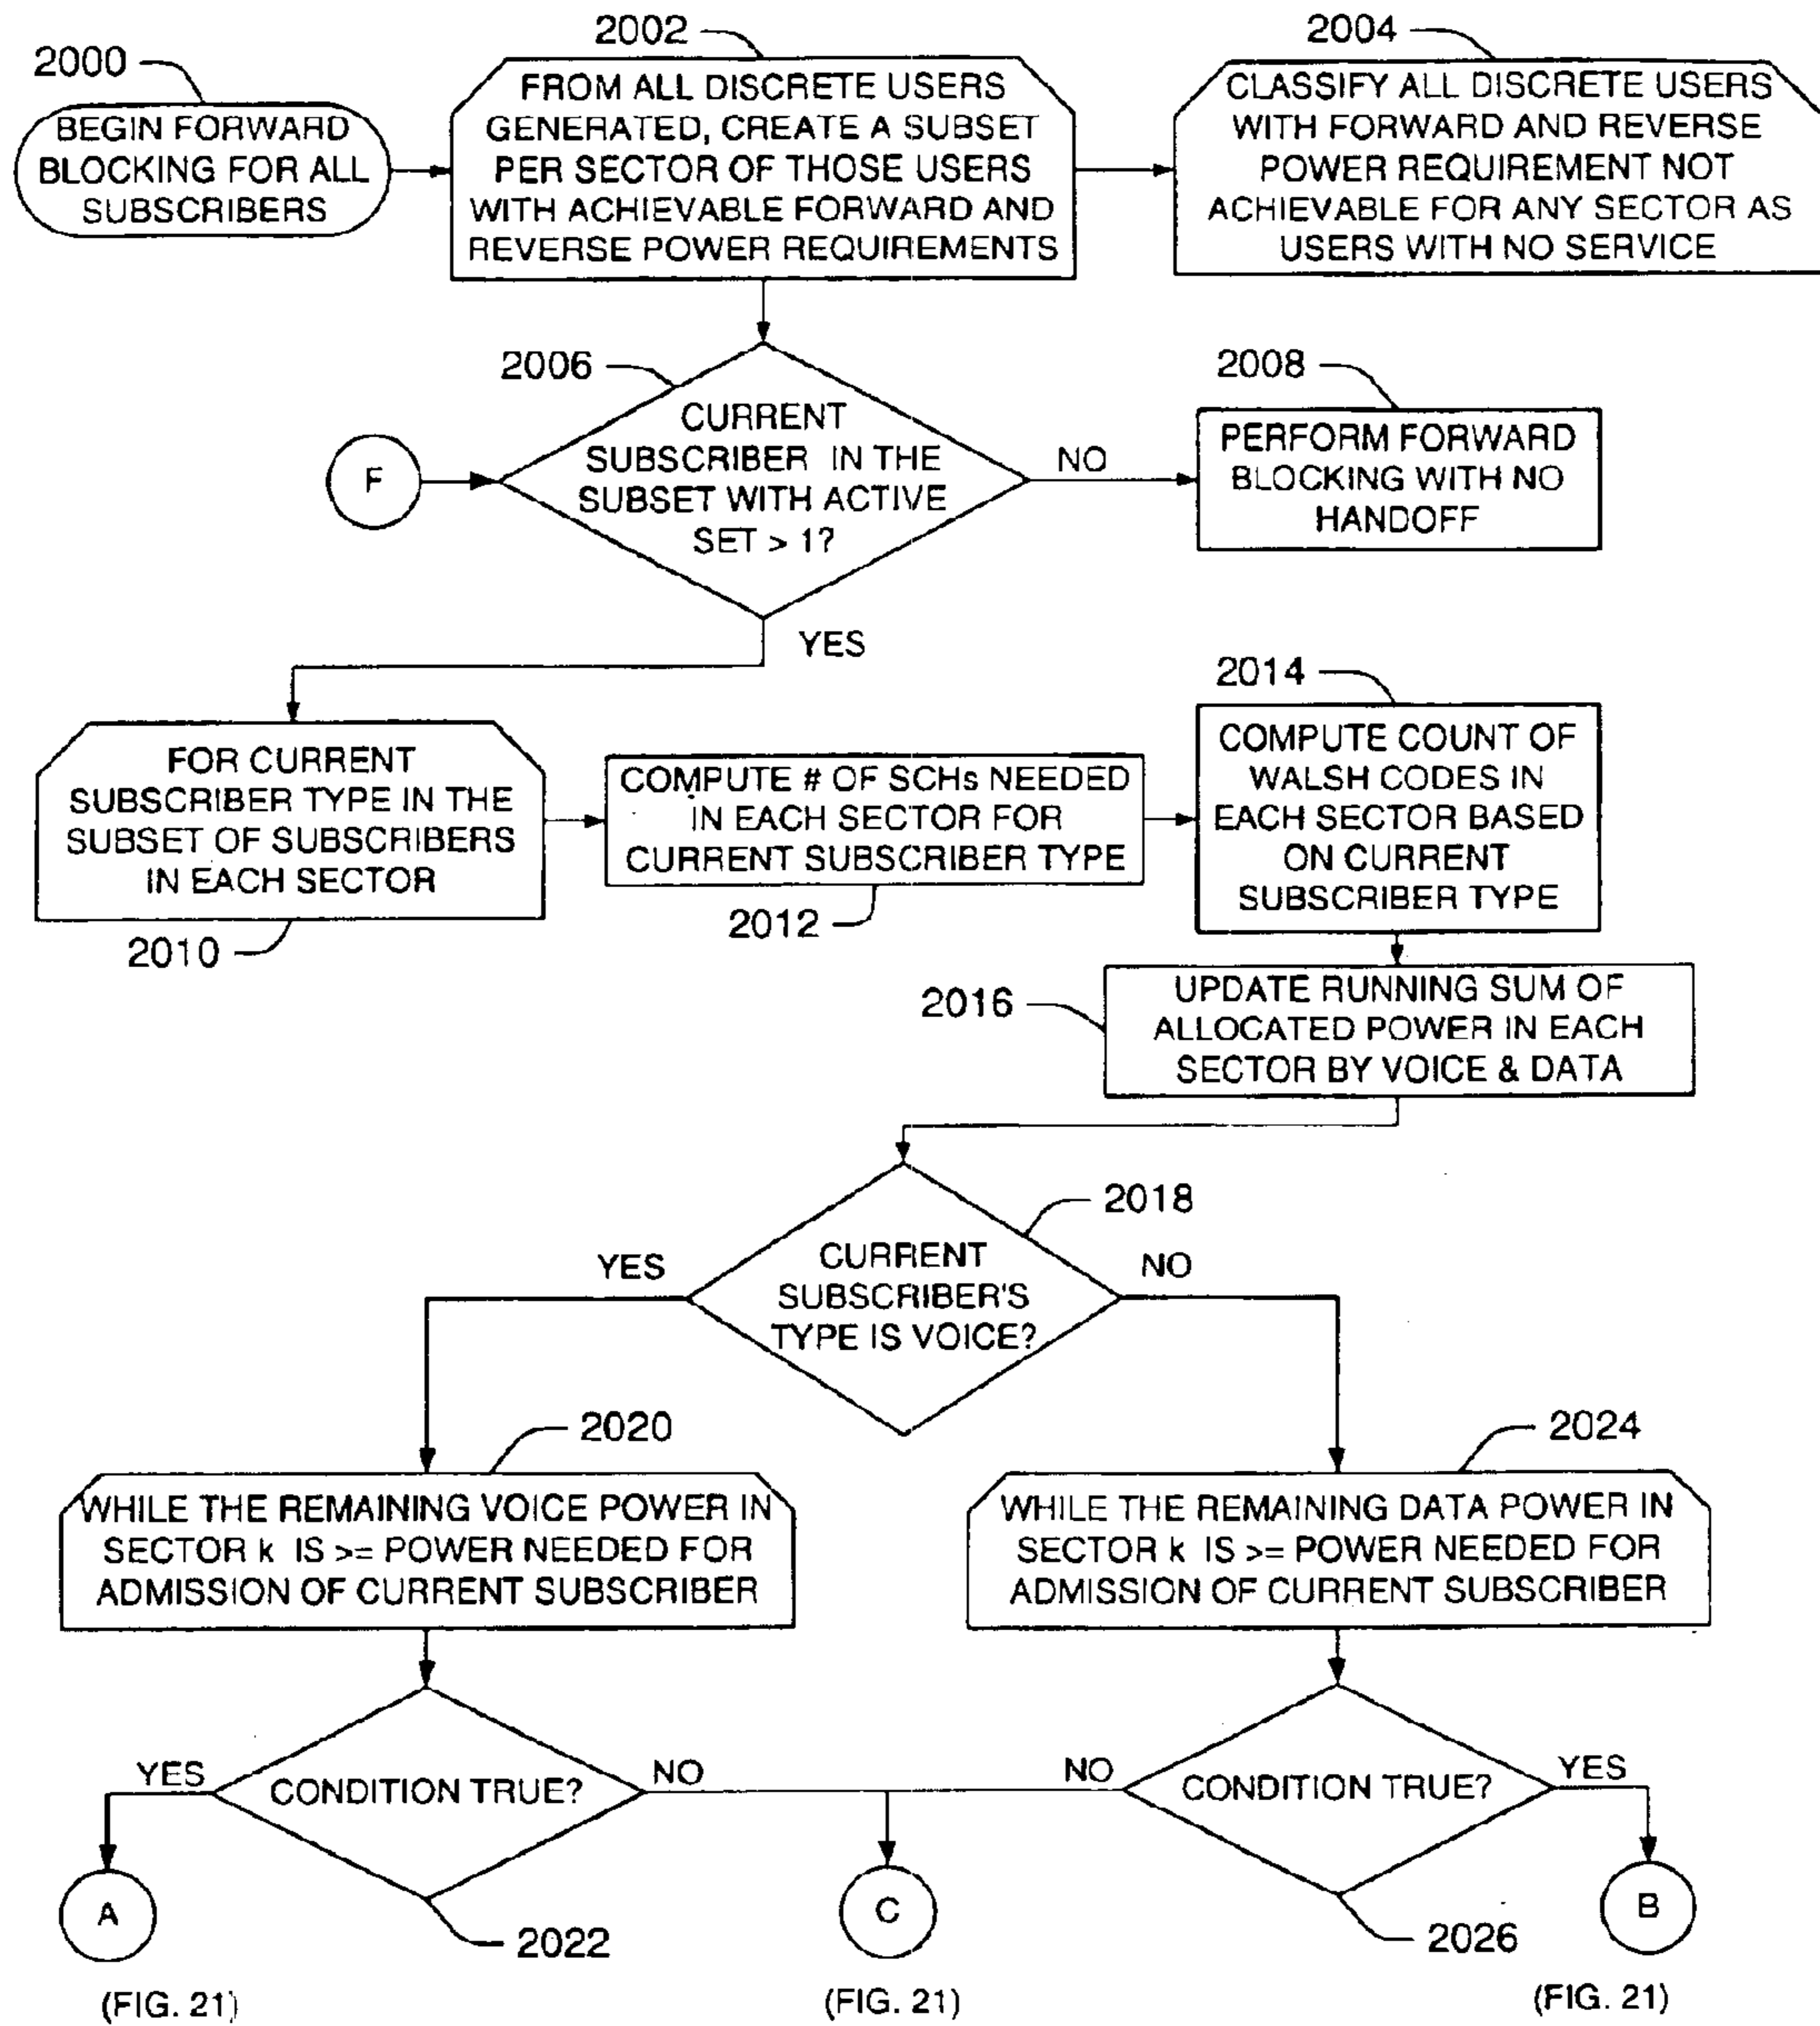 2000
BEGIN FORWARD
BLOCKING FOR ALL
SUBSCRIBERS
2002
FROM ALL DISCRETE USERS
GENERATED, CREATE A SUBSET
PER SECTOR OF THOSE USERS
WITH ACHIEVABLE FORWARD AND
REVERSE POWER REQUIREMENTS
2004
CLASSIFY ALL DISCRETE USERS
WITH FORWARD AND REVERSE
POWER REQUIREMENT NOT
ACHIEVABLE FOR ANY SECTOR AS
USERS WITH NO SERVICE
F
2006
CURRENT
SUBSCRIBER IN THE
SUBSET WITH ACTIVE
SET > 1?
NO
YES
2008
PERFORM FORWARD
BLOCKING WITH NO
HANDOFF
FOR CURRENT
SUBSCRIBER TYPE IN THE
SUBSET OF SUBSCRIBERS
IN EACH SECTOR
2010
COMPUTE # OF SCHs NEEDED
IN EACH SECTOR FOR
CURRENT SUBSCRIBER TYPE
2012
2014
COMPUTE COUNT OF
WALSH CODES IN
EACH SECTOR BASED
ON CURRENT
SUBSCRIBER TYPE
2016
UPDATE RUNNING SUM OF
ALLOCATED POWER IN EACH
SECTOR BY VOICE & DATA
2018
CURRENT
SUBSCRIBER'S
TYPE IS VOICE?
YES
NO
2020
WHILE THE REMAINING VOICE POWER IN
SECTOR k IS >= POWER NEEDED FOR
ADMISSION OF CURRENT SUBSCRIBER
2024
WHILE THE REMAINING DATA POWER IN
SECTOR k IS >= POWER NEEDED FOR
ADMISSION OF CURRENT SUBSCRIBER
YES
CONDITION TRUE?
NO
2022
NO
CONDITION TRUE?
YES
2026
A
(FIG. 21)
C
(FIG. 21)
B
(FIG. 21)